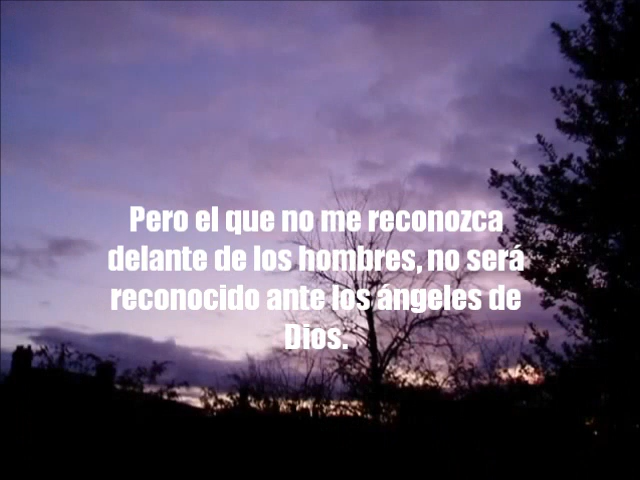 Pero el que no me reconozca
delante de los hombres, no será
reconocido ante los ángeles de
Dios.